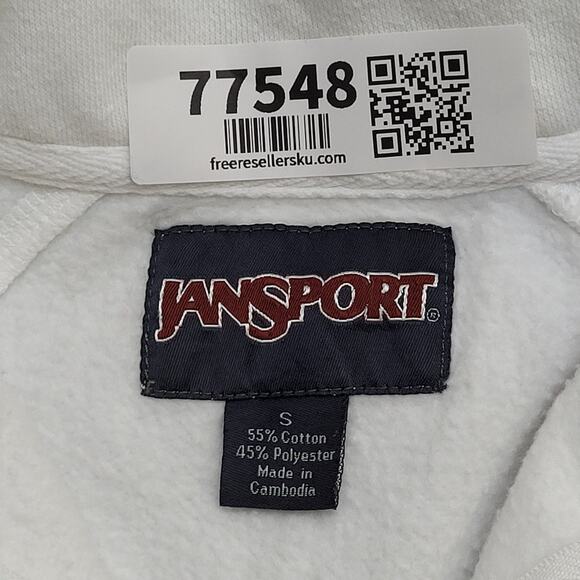 77548
freeresellersku.com
JANSPORT®
S
55% Cotton
45% Polyester
Made in
Cambodia